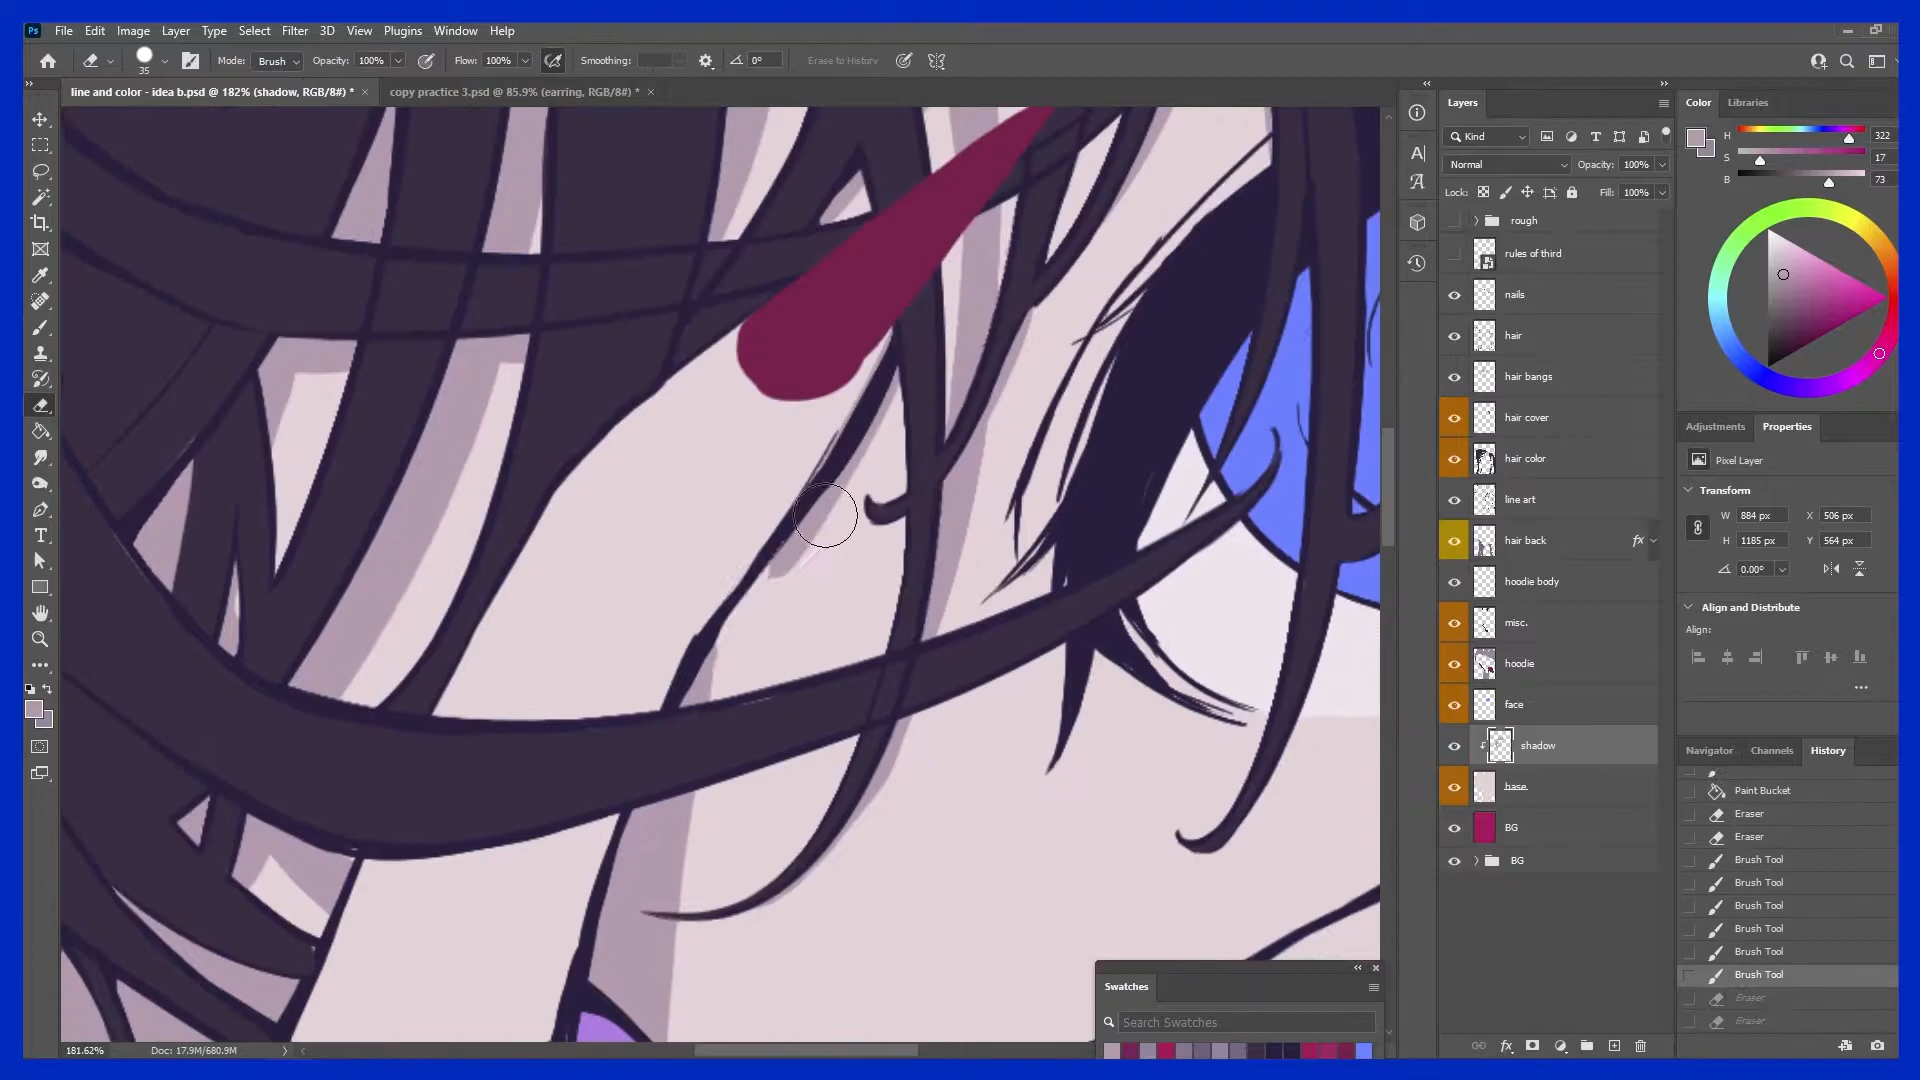 Ps File Edit Image Layer Type Select Filter 3D View Plugins Window Help
35 Mode: Brush Opacity: 100% Flow: 100% Smoothing: 0° Erase to History
line and color - idea b.psd @ 182% (shadow, RGB/8#) * × copy practice 3.psd @ 85.9% (earring, RGB/8#) * ×
Layers
Kind
Normal Opacity: 100%
Lock: Fill: 100%
rough
rules of third
nails
hair
hair bangs
hair cover
hair color
line art
hair back fx
hoodie body
misc.
hoodie
face
shadow
base
BG
BG
Color Libraries
H 322
S 17
B 73
Adjustments Properties
Pixel Layer
Transform
W 884 px X 506 px
H 1185 px Y 564 px
0.00°
Align and Distribute
Align:
Navigator Channels History
Paint Bucket
Eraser
Eraser
Brush Tool
Brush Tool
Brush Tool
Brush Tool
Brush Tool
Brush Tool
Eraser
Eraser
Swatches
Search Swatches
181.62% Doc: 17.9M/680.9M